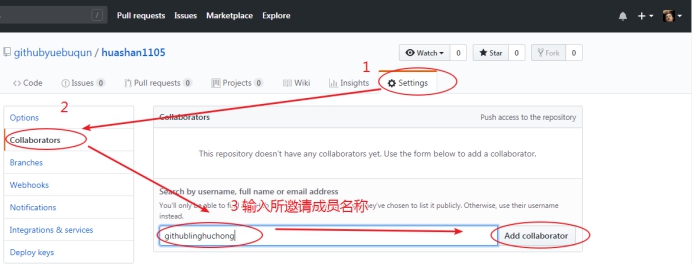 Pull requests Issues Marketplace Explore
githubyuebuqun / huashan1105
Watch 0 Star 0 Fork 0
1
Code Issues 0 Pull requests 0 Projects 0 Wiki Insights Settings
2
Options
Collaborators
Branches
Webhooks
Notifications
Integrations & services
Deploy keys
Collaborators Push access to the repository
This repository doesn't have any collaborators yet. Use the form below to add a collaborator.
Search by username, full name or email address
3 输入所邀请成员名称
You'll only be able to fi they've chosen to list it publicly. Otherwise, use their username
instead.
githublinghuchong Add collaborator